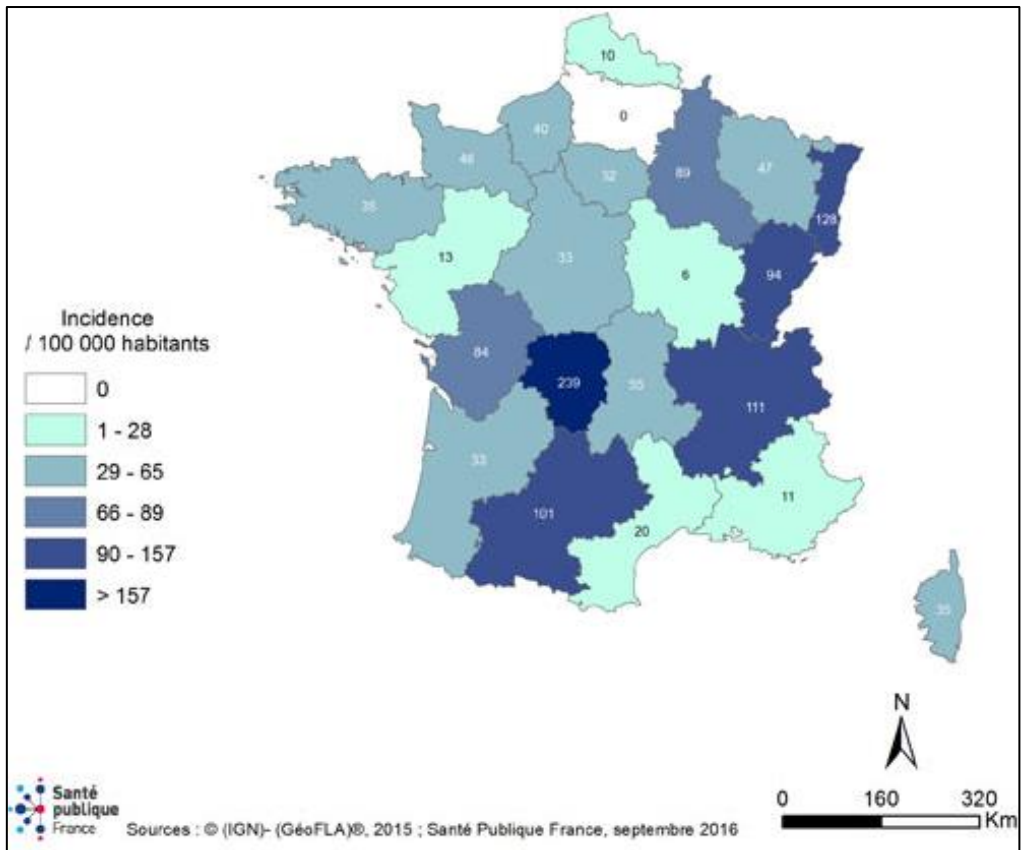 10
0
40
46
89
47
32
128
38
13
33
6
94
84
239
55
111
33
101
20
11
35
Incidence
/ 100 000 habitants
0
1 - 28
29 - 65
66 - 89
90 - 157
> 157
N
0 160 320
Km
Santé
publique
France
Sources : © (IGN)- (GéoFLA)®, 2015 ; Santé Publique France, septembre 2016